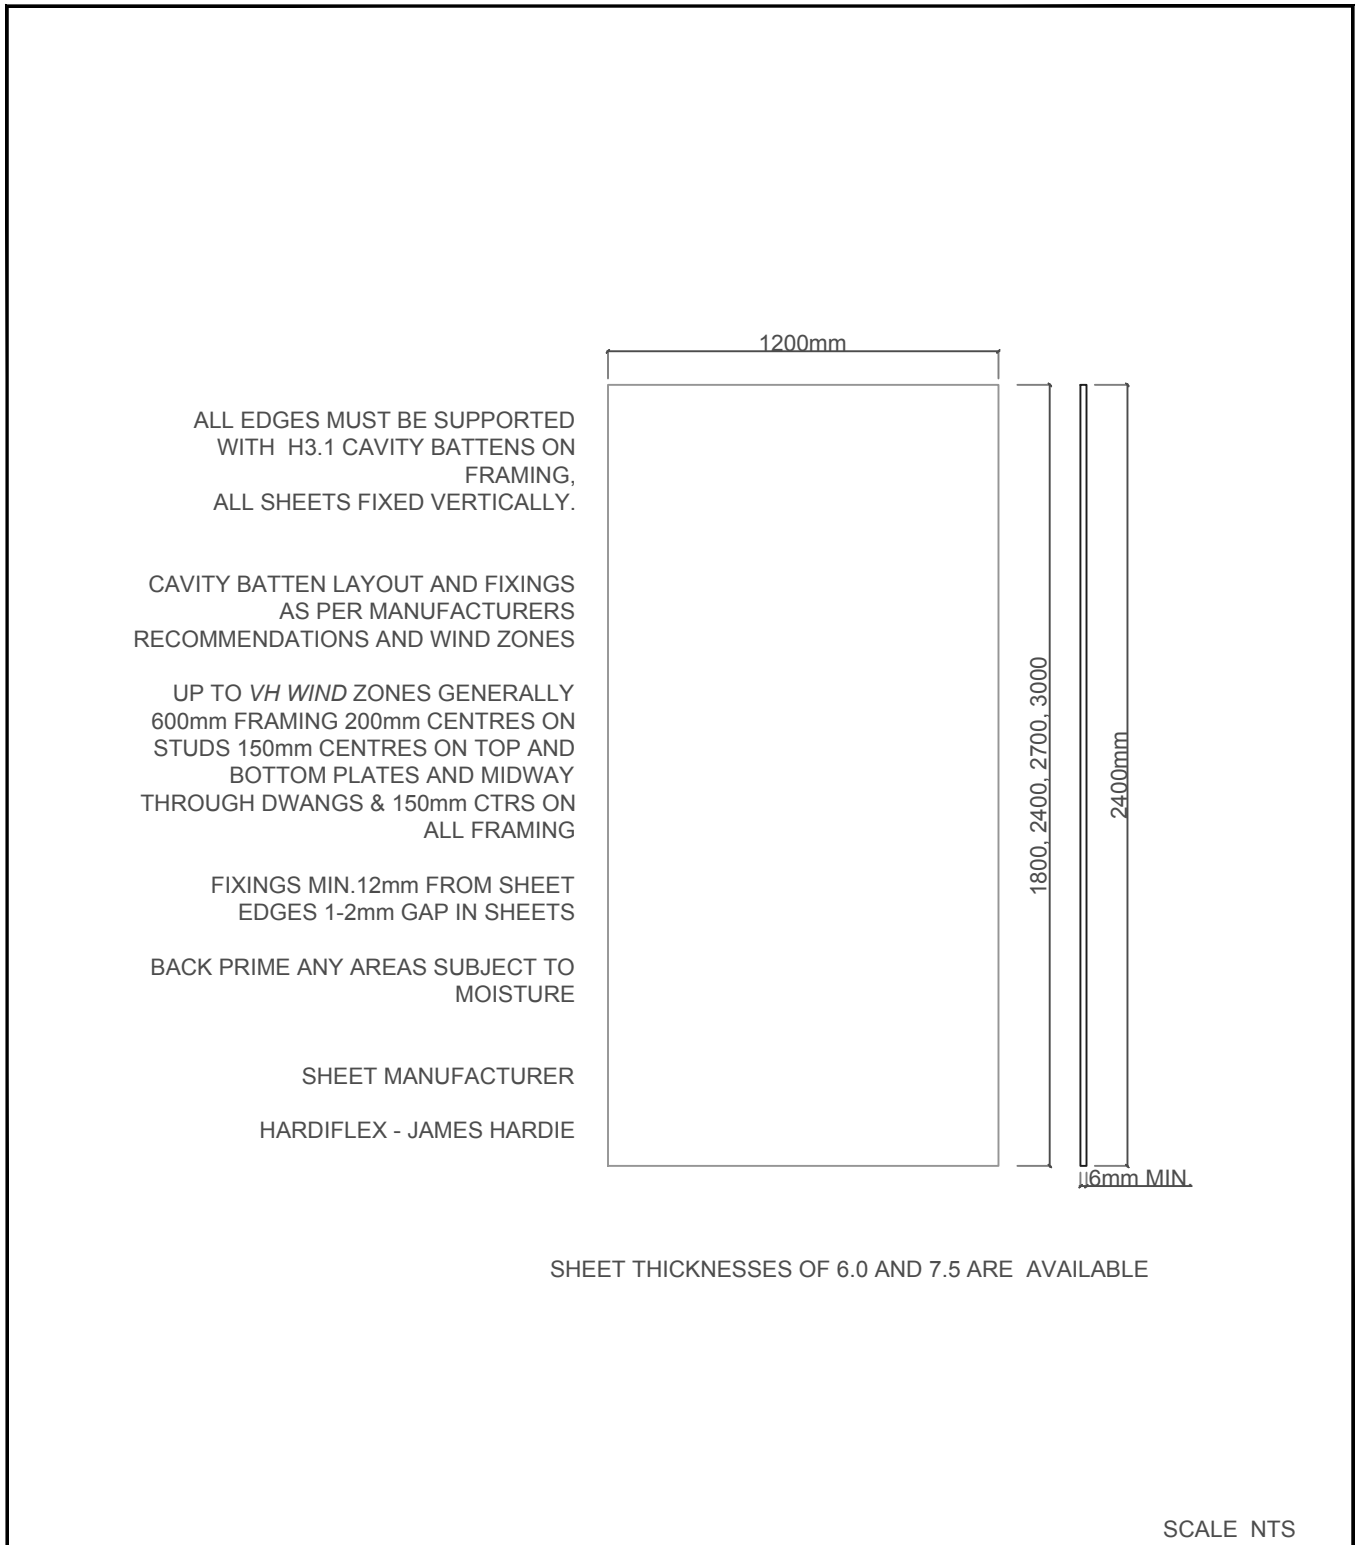 1200mm
ALL EDGES MUST BE SUPPORTED
WITH H3.1 CAVITY BATTENS ON
FRAMING,
ALL SHEETS FIXED VERTICALLY.
CAVITY BATTEN LAYOUT AND FIXINGS
AS PER MANUFACTURERS
RECOMMENDATIONS AND WIND ZONES
UP TO VH WIND ZONES GENERALLY
600mm FRAMING 200mm CENTRES ON
STUDS 150mm CENTRES ON TOP AND
BOTTOM PLATES AND MIDWAY
THROUGH DWANGS & 150mm CTRS ON
ALL FRAMING
FIXINGS MIN.12mm FROM SHEET
EDGES 1-2mm GAP IN SHEETS
BACK PRIME ANY AREAS SUBJECT TO
MOISTURE
SHEET MANUFACTURER
HARDIFLEX - JAMES HARDIE
1800, 2400, 2700, 3000
2400mm
6mm MIN.
SHEET THICKNESSES OF 6.0 AND 7.5 ARE AVAILABLE
SCALE NTS